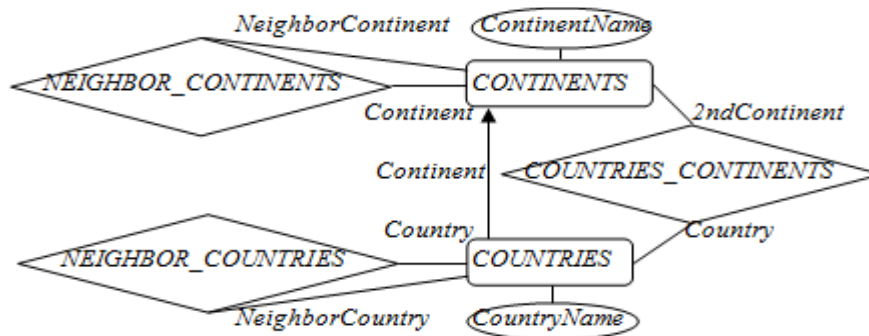 NeighborContinent
ContinentName
NEIGHBOR_CONTINENTS
CONTINENTS
Continent
2ndContinent
Continent
COUNTRIES_CONTINENTS
Country
Country
NEIGHBOR_COUNTRIES
COUNTRIES
NeighborCountry
CountryName